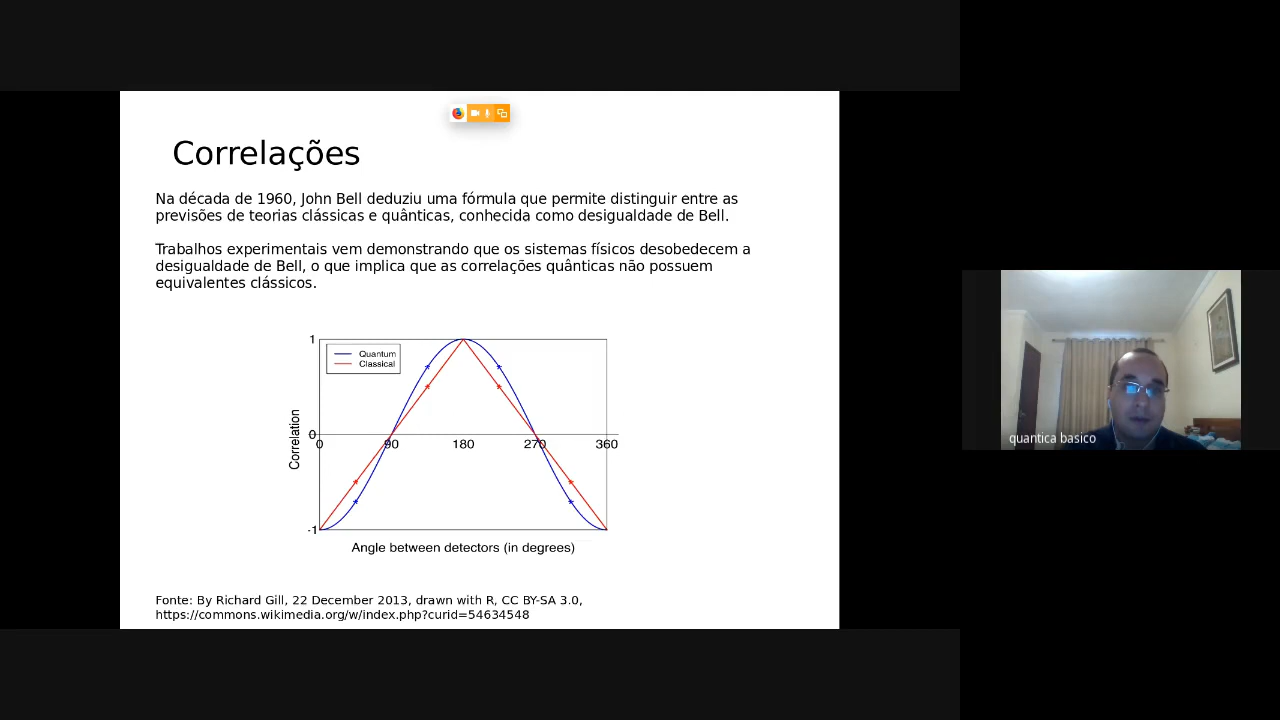 Correlações
Na década de 1960, John Bell deduziu uma fórmula que permite distinguir entre as
previsões de teorias clássicas e quânticas, conhecida como desigualdade de Bell.
Trabalhos experimentais vem demonstrando que os sistemas físicos desobedecem a
desigualdade de Bell, o que implica que as correlações quânticas não possuem
equivalentes clássicos.
1
Quantum
Classical
Correlation
0
0 90 180 270 360
-1
Angle between detectors (in degrees)
Fonte: By Richard Gill, 22 December 2013, drawn with R, CC BY-SA 3.0,
https://commons.wikimedia.org/w/index.php?curid=54634548
quantica basico